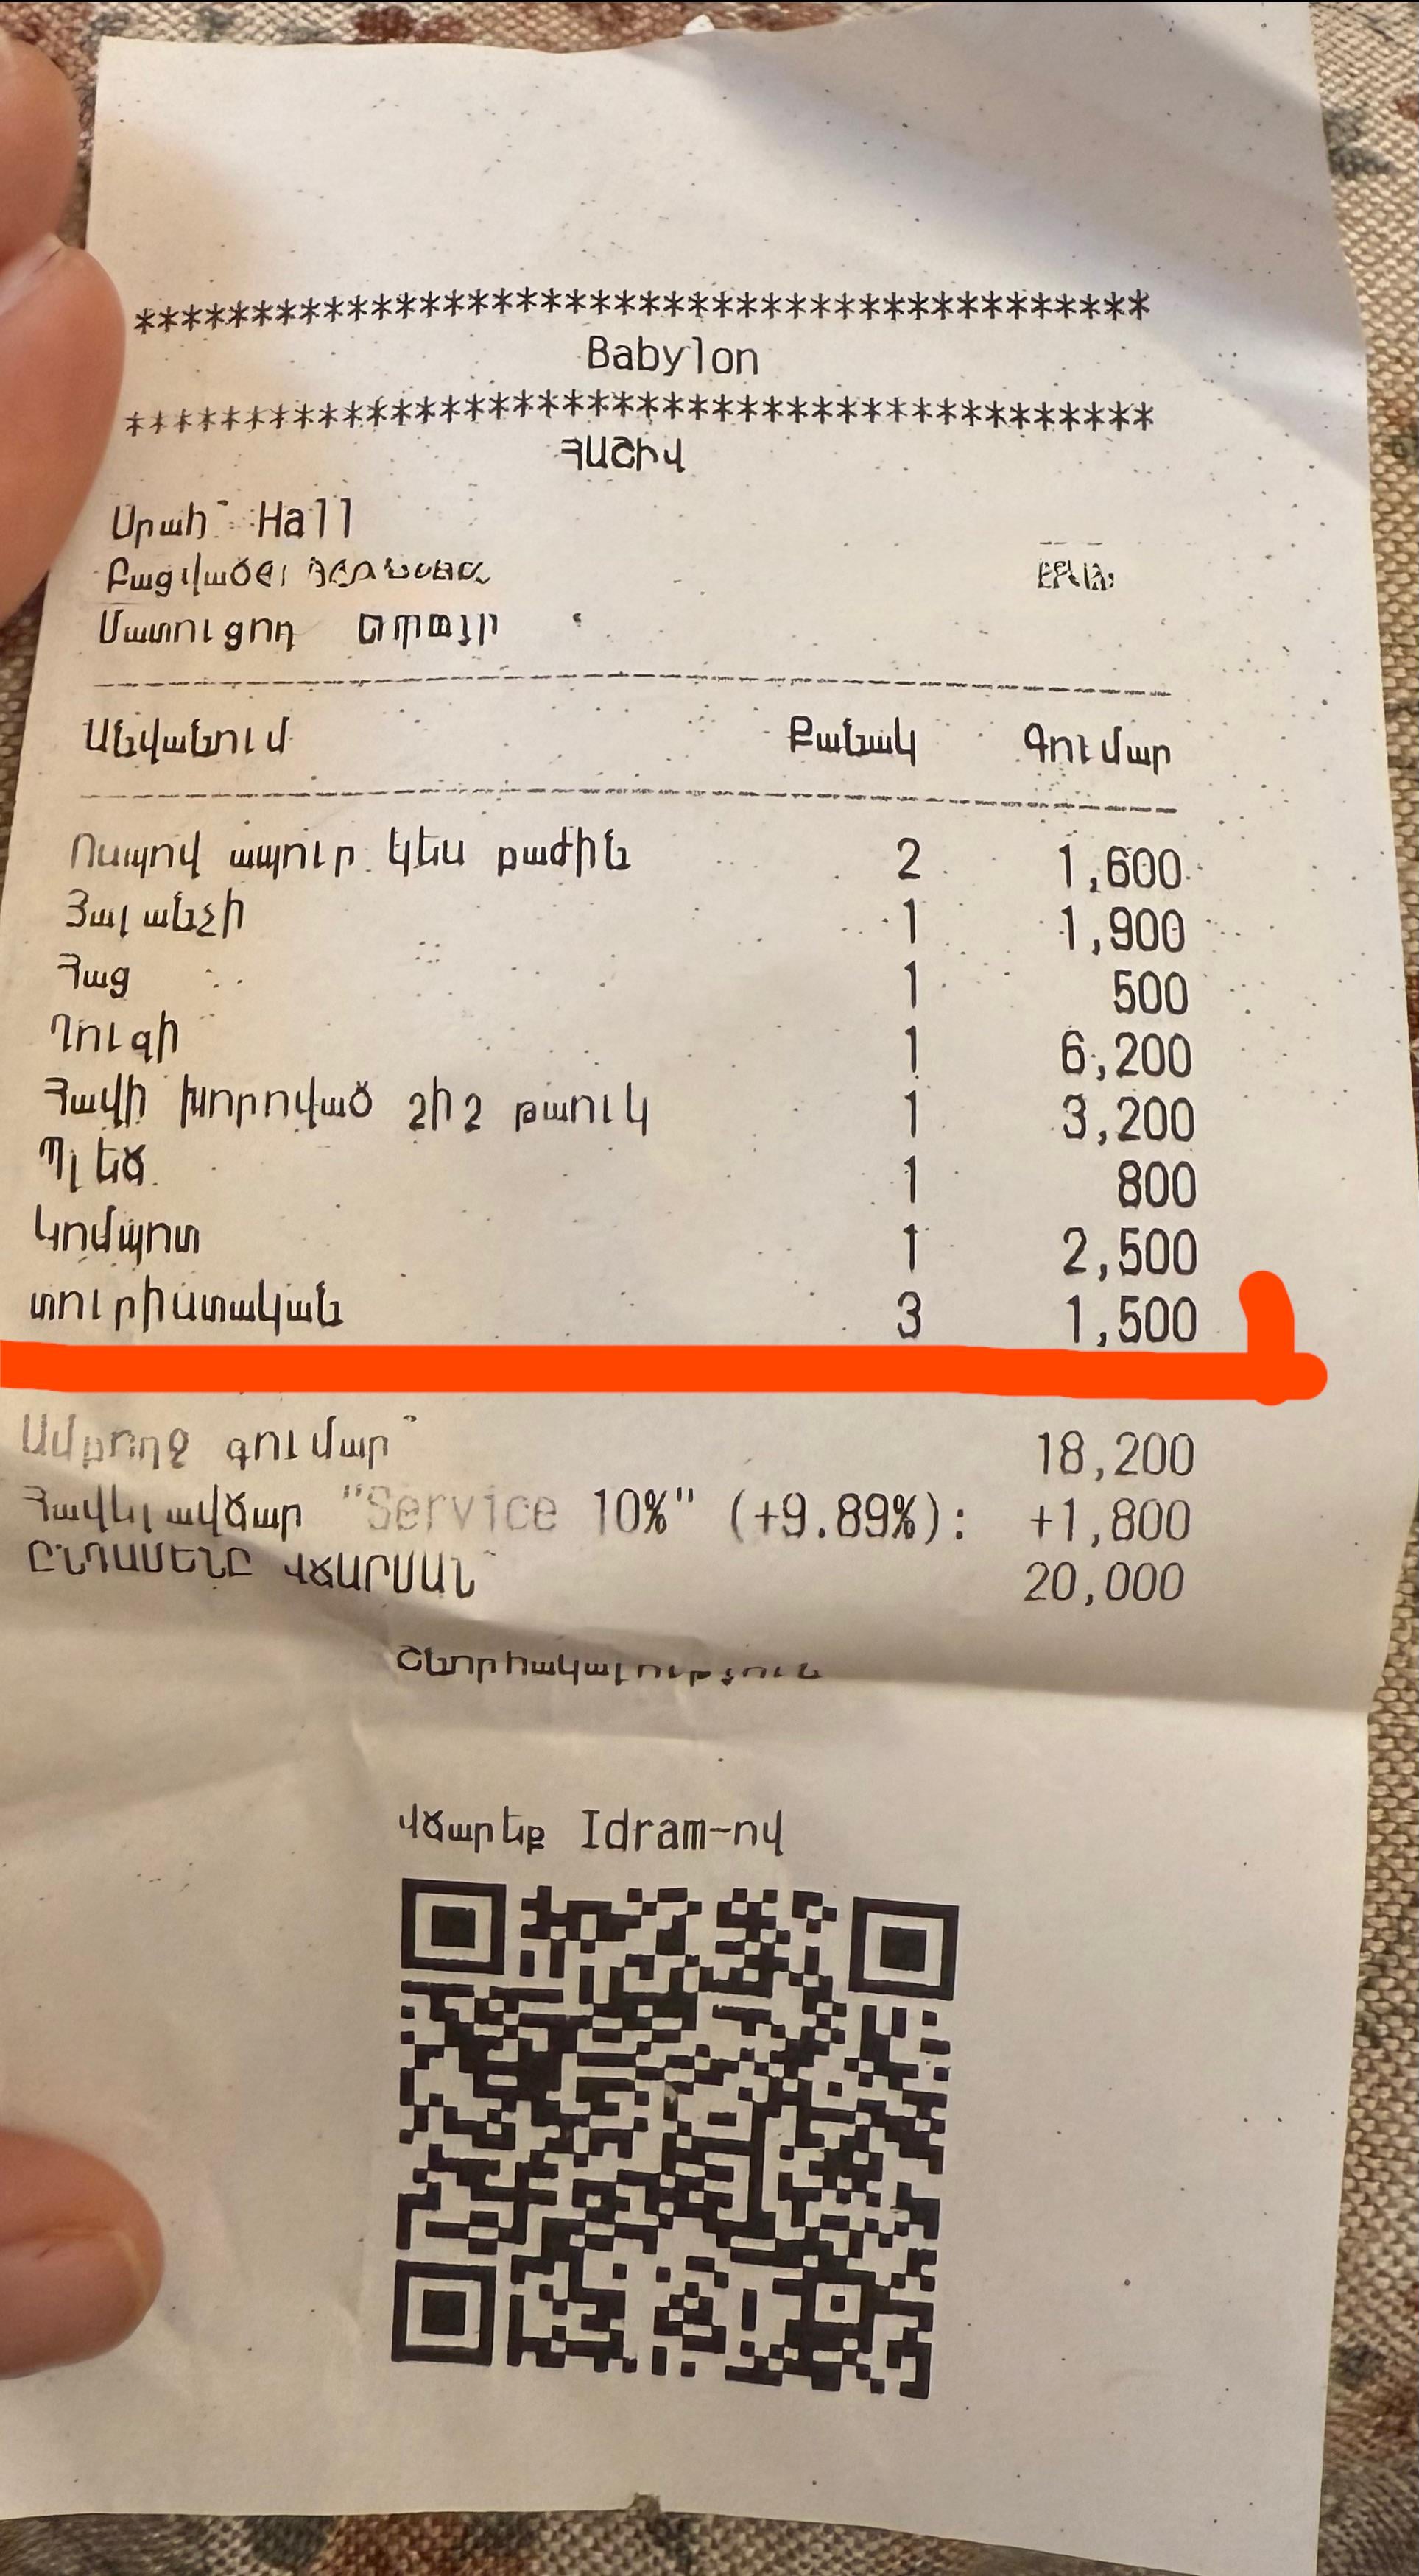 ****************************************
Babylon
****************************************
ՀԱՇԻՎ
Սրահ՝ Hall
Մատուցող
Անվանում Քանակ Գումար
Ոսպով ապուր կես բաժին 2 1,600
Յալանչի 1 1,900
Հաց 1 500
Ղուզի 1 6,200
Հավի խորոված շիշ թաուկ 1 3,200
Պլեճ 1 800
Կոմպոտ 1 2,500
տուրիստական 3 1,500
Ամբողջ գումար՝ 18,200
Հավելավճար "Service 10%" (+9.89%): +1,800
ԸՆԴԱՄԵՆԸ ՎՃԱՐՄԱՆ՝ 20,000
Շնորհակալություն
Վճարեք Idram-ով